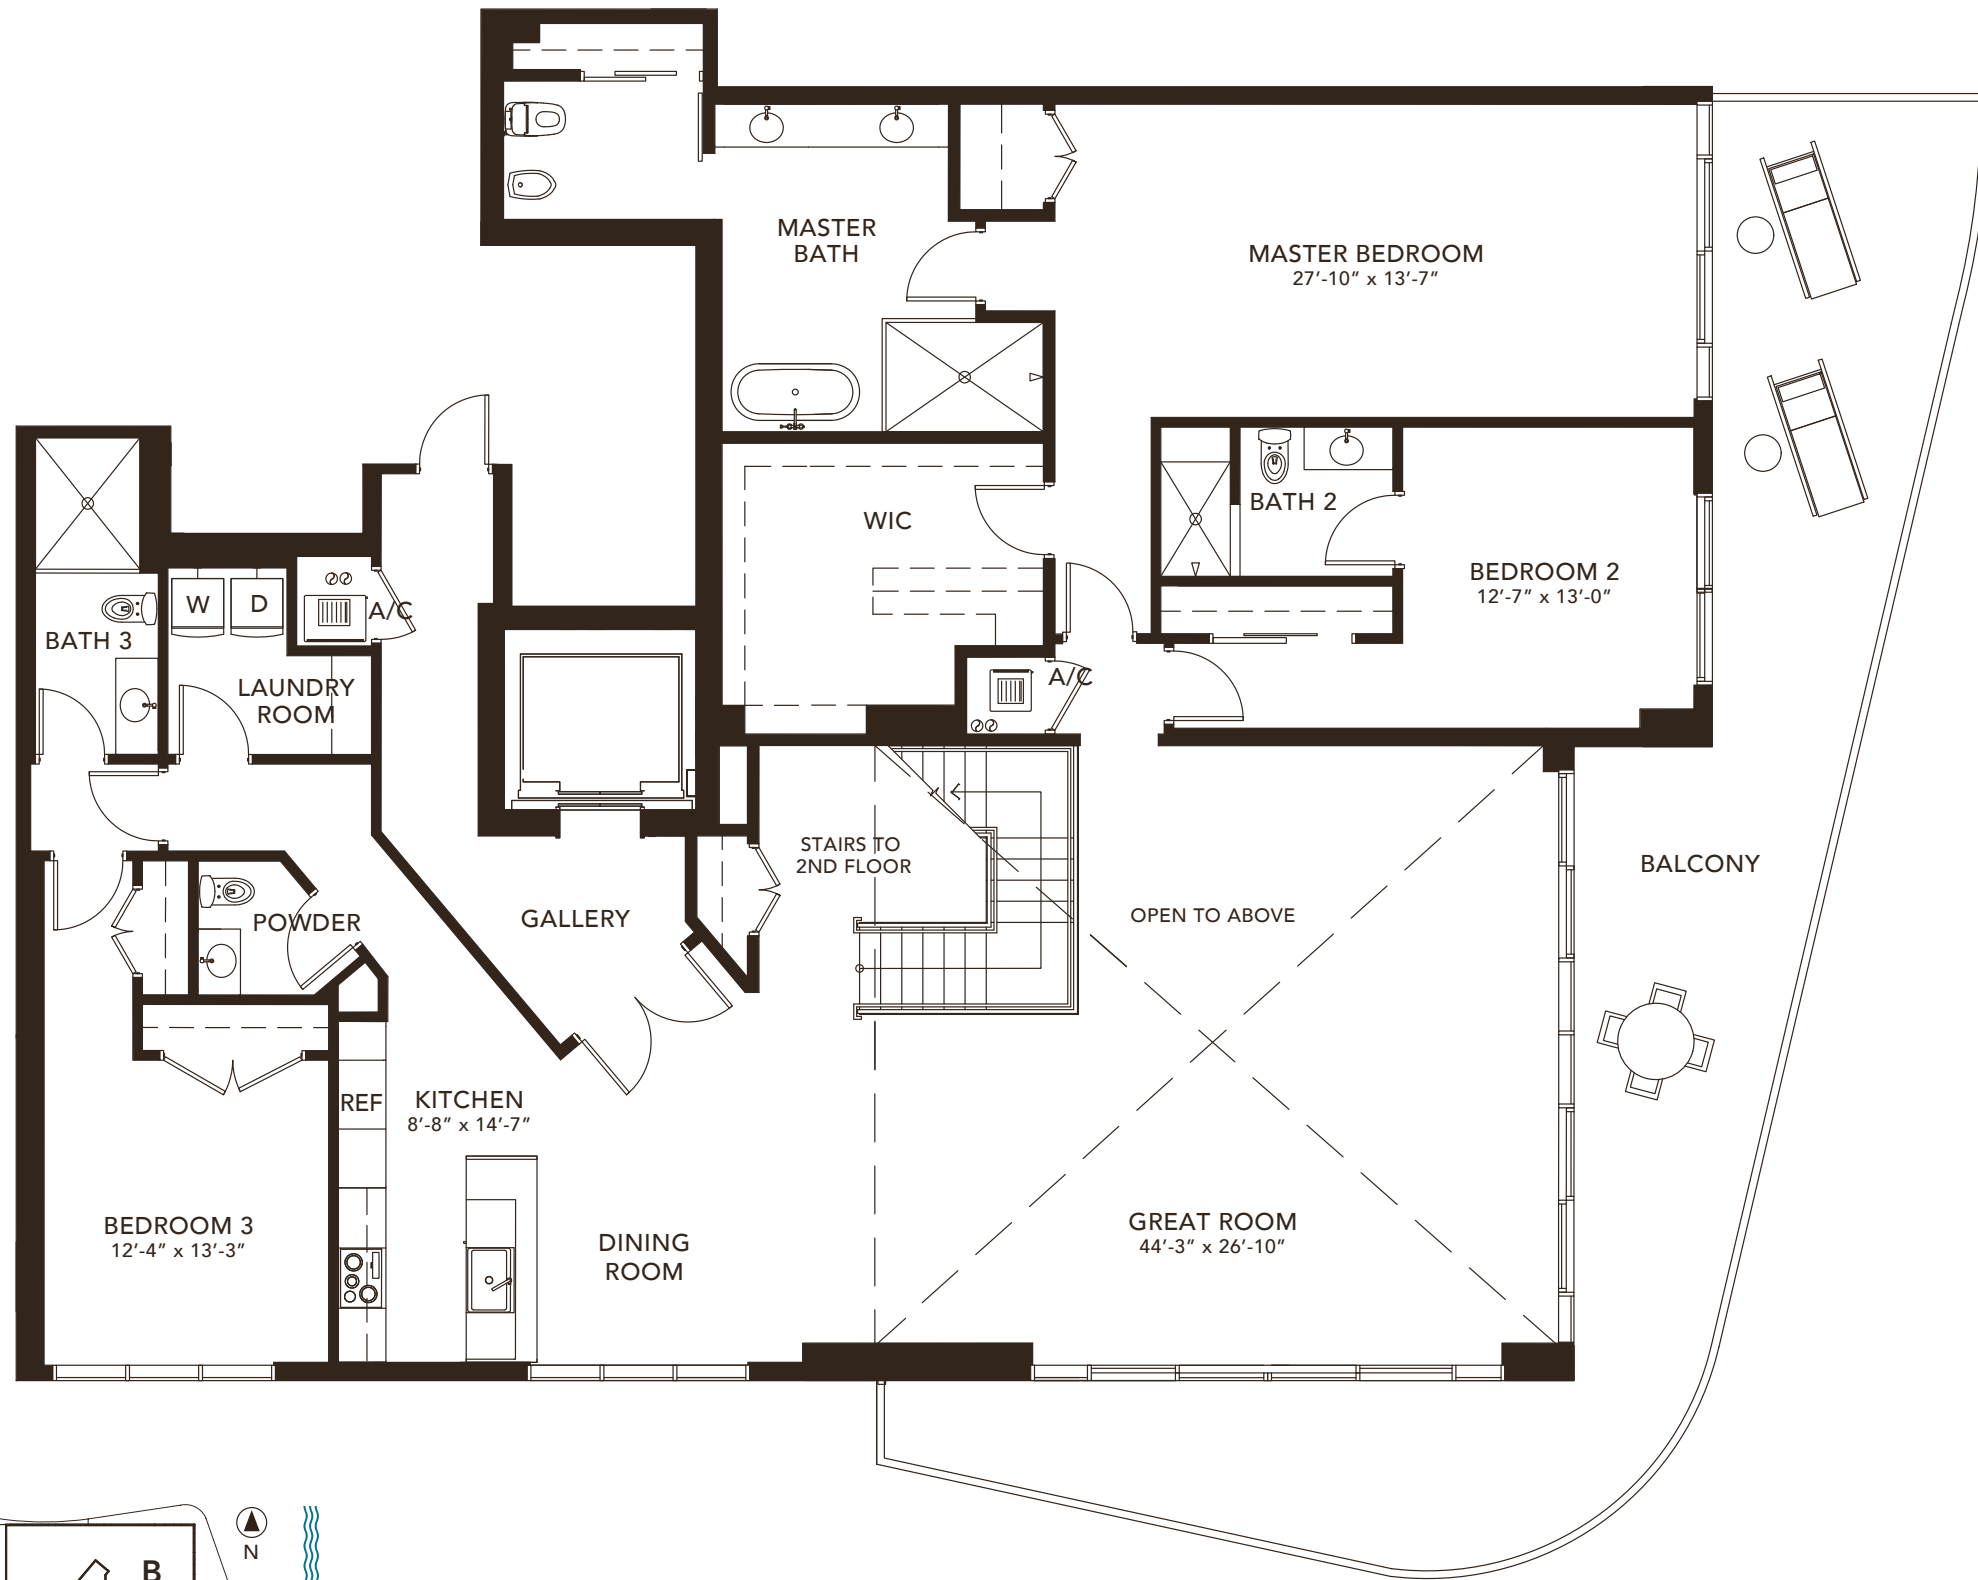 MASTER
BATH
MASTER BEDROOM
27'-10" x 13'-7"
WIC
BATH 2
BEDROOM 2
12'-7" x 13'-0"
W
D
A/C
BATH 3
LAUNDRY
ROOM
A/C
STAIRS TO
2ND FLOOR
BALCONY
POWDER
GALLERY
OPEN TO ABOVE
REF
KITCHEN
8'-8" x 14'-7"
BEDROOM 3
12'-4" x 13'-3"
DINING
ROOM
GREAT ROOM
44'-3" x 26'-10"
N
B